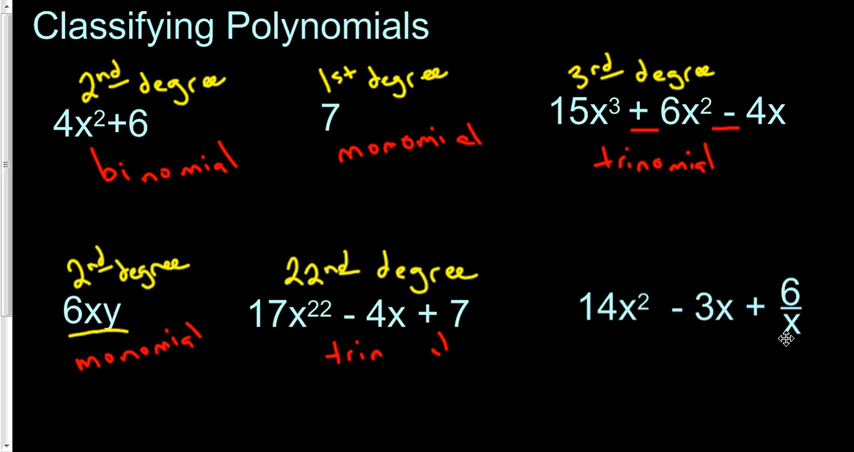 Classifying Polynomials
2nd degree
4x²+6
binomial
1st degree
7
monomial
3rd degree
15x³ + 6x² - 4x
trinomial
2nd degree
6xy
monomial
22nd degree
17x²² - 4x + 7
trin
14x² - 3x + 6/x